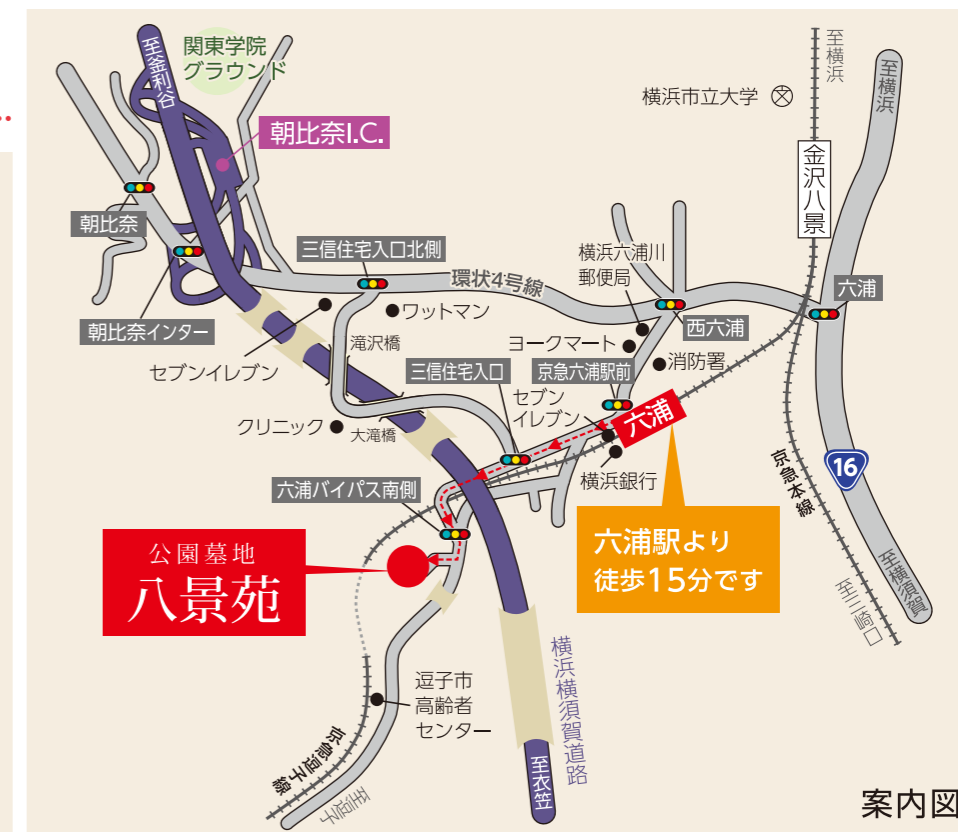 至釜利谷
関東学院
グラウンド
朝比奈I.C.
横浜市立大学
至横浜
至横浜
金沢八景
朝比奈
三信住宅入口北側
環状4号線
横浜六浦川
郵便局
六浦
朝比奈インター
ワットマン
西六浦
セブンイレブン
滝沢橋
ヨークマート
消防署
三信住宅入口
京急六浦駅前
セブン
イレブン
六浦
クリニック
大滝橋
横浜銀行
京急本線
16
六浦バイパス南側
公園墓地
八景苑
六浦駅より
徒歩15分です
至横須賀
至三崎口
横浜横須賀道路
逗子市
高齢者
センター
京急逗子線
至逗子
至衣笠
案内図